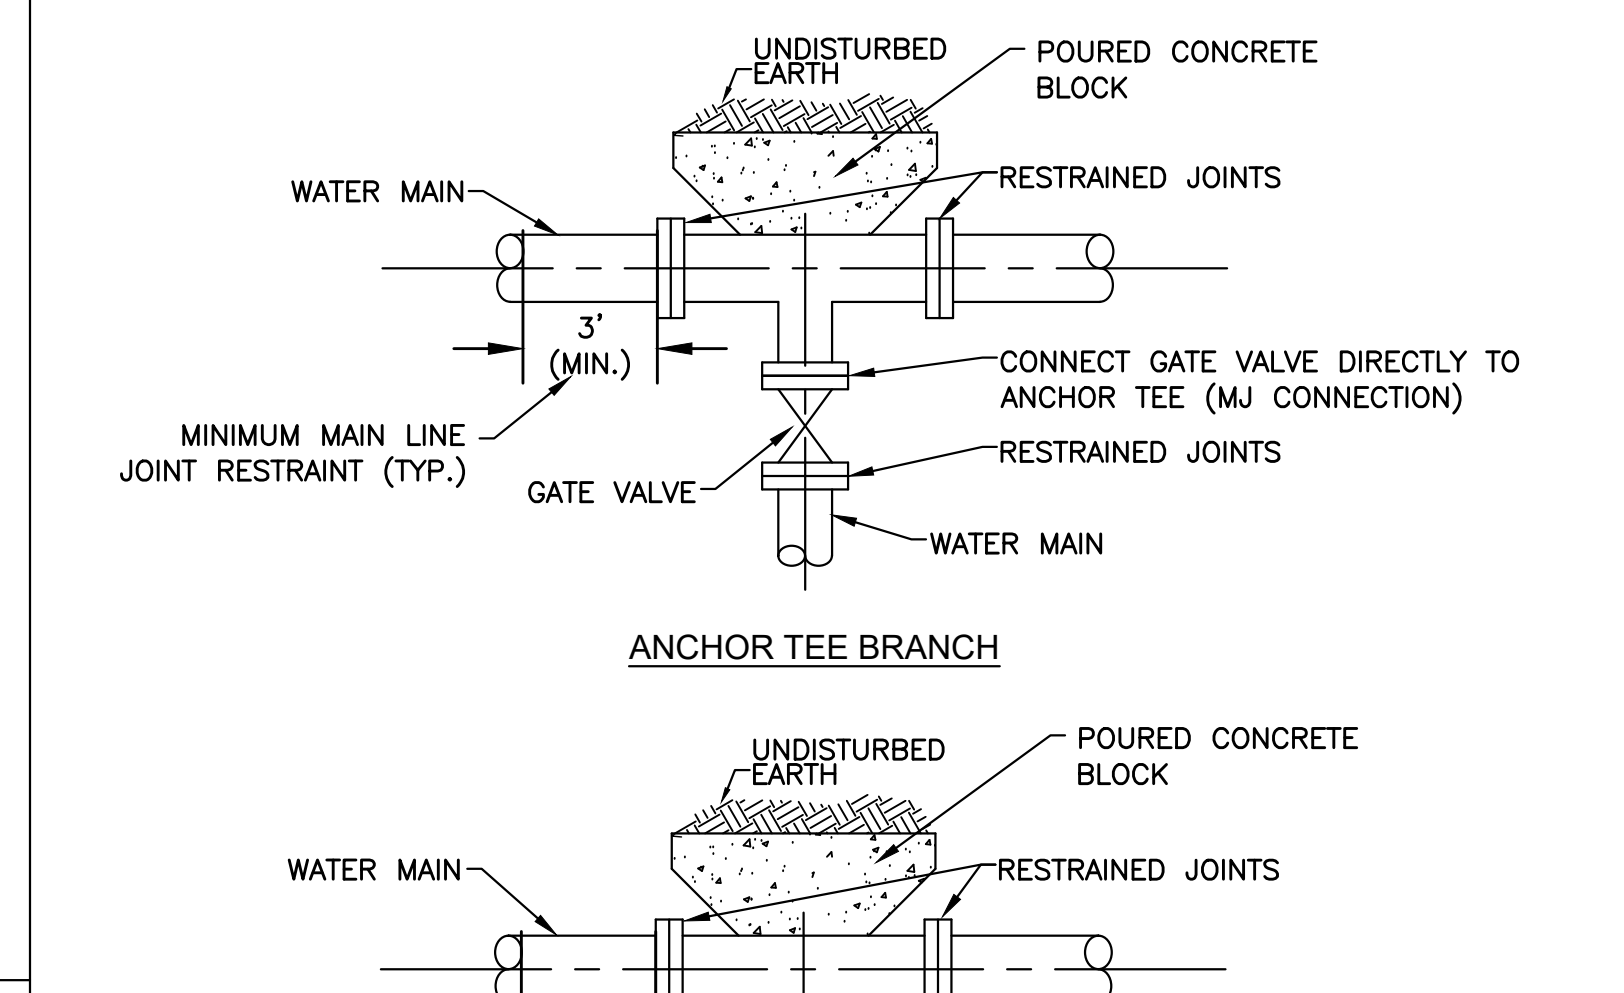 UNDISTURBED
EARTH
POURED CONCRETE
BLOCK
WATER MAIN
RESTRAINED JOINTS
3'
(MIN.)
CONNECT GATE VALVE DIRECTLY TO
ANCHOR TEE (MJ CONNECTION)
MINIMUM MAIN LINE
JOINT RESTRAINT (TYP.)
RESTRAINED JOINTS
GATE VALVE
WATER MAIN
ANCHOR TEE BRANCH
UNDISTURBED
EARTH
POURED CONCRETE
BLOCK
WATER MAIN
RESTRAINED JOINTS